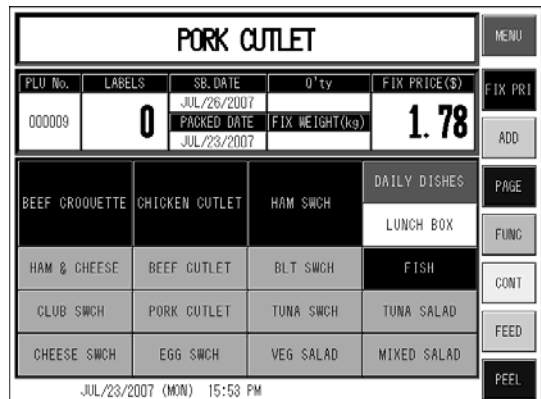 PORK CUTLET
MENU
PLU No. LABELS SB.DATE Q'ty FIX PRICE($)
FIX PRI
JUL/26/2007
000009 0 PACKED DATE FIX WEIGHT(kg) 1.78
JUL/23/2007
ADD
BEEF CROQUETTE CHICKEN CUTLET HAM SWCH DAILY DISHES
PAGE
LUNCH BOX
FUNC
HAM & CHEESE BEEF CUTLET BLT SWCH FISH
CONT
CLUB SWCH PORK CUTLET TUNA SWCH TUNA SALAD
FEED
CHEESE SWCH EGG SWCH VEG SALAD MIXED SALAD
PEEL
JUL/23/2007 (MON) 15:53 PM